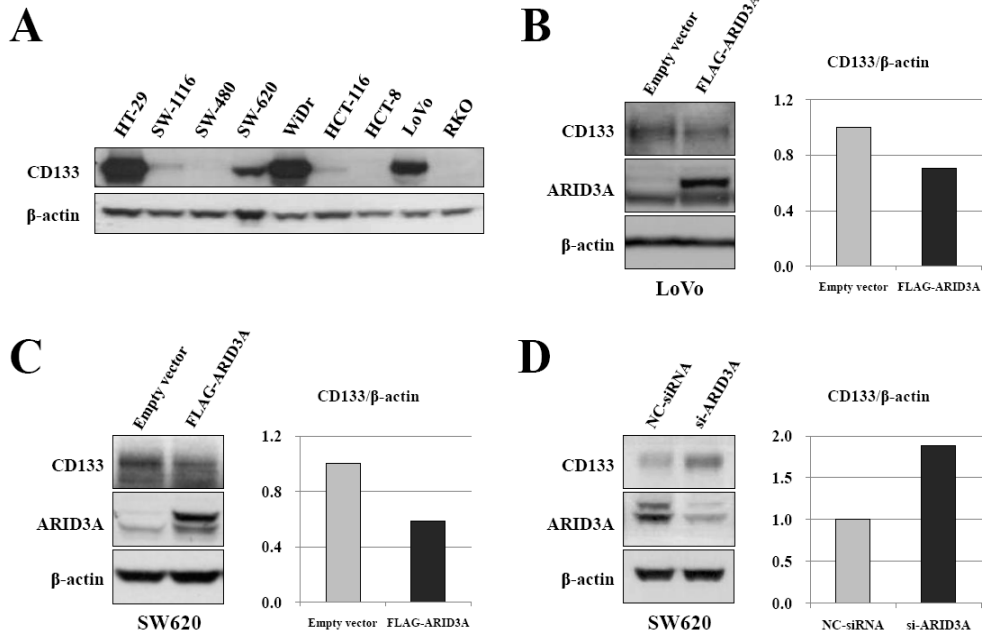 A
HT-29 SW-1116 SW-480 SW-620 WiDr HCT-116 HCT-8 LoVo RKO
CD133
β-actin
B
Empty vector FLAG-ARID3A
CD133
ARID3A
β-actin
LoVo
CD133/β-actin
1.2
0.8
0.4
0.0
Empty vector FLAG-ARID3A
C
Empty vector FLAG-ARID3A
CD133
ARID3A
β-actin
SW620
CD133/β-actin
1.2
0.8
0.4
0.0
Empty vector FLAG-ARID3A
D
NC-siRNA si-ARID3A
CD133
ARID3A
β-actin
SW620
CD133/β-actin
2.0
1.5
1.0
0.5
0.0
NC-siRNA si-ARID3A